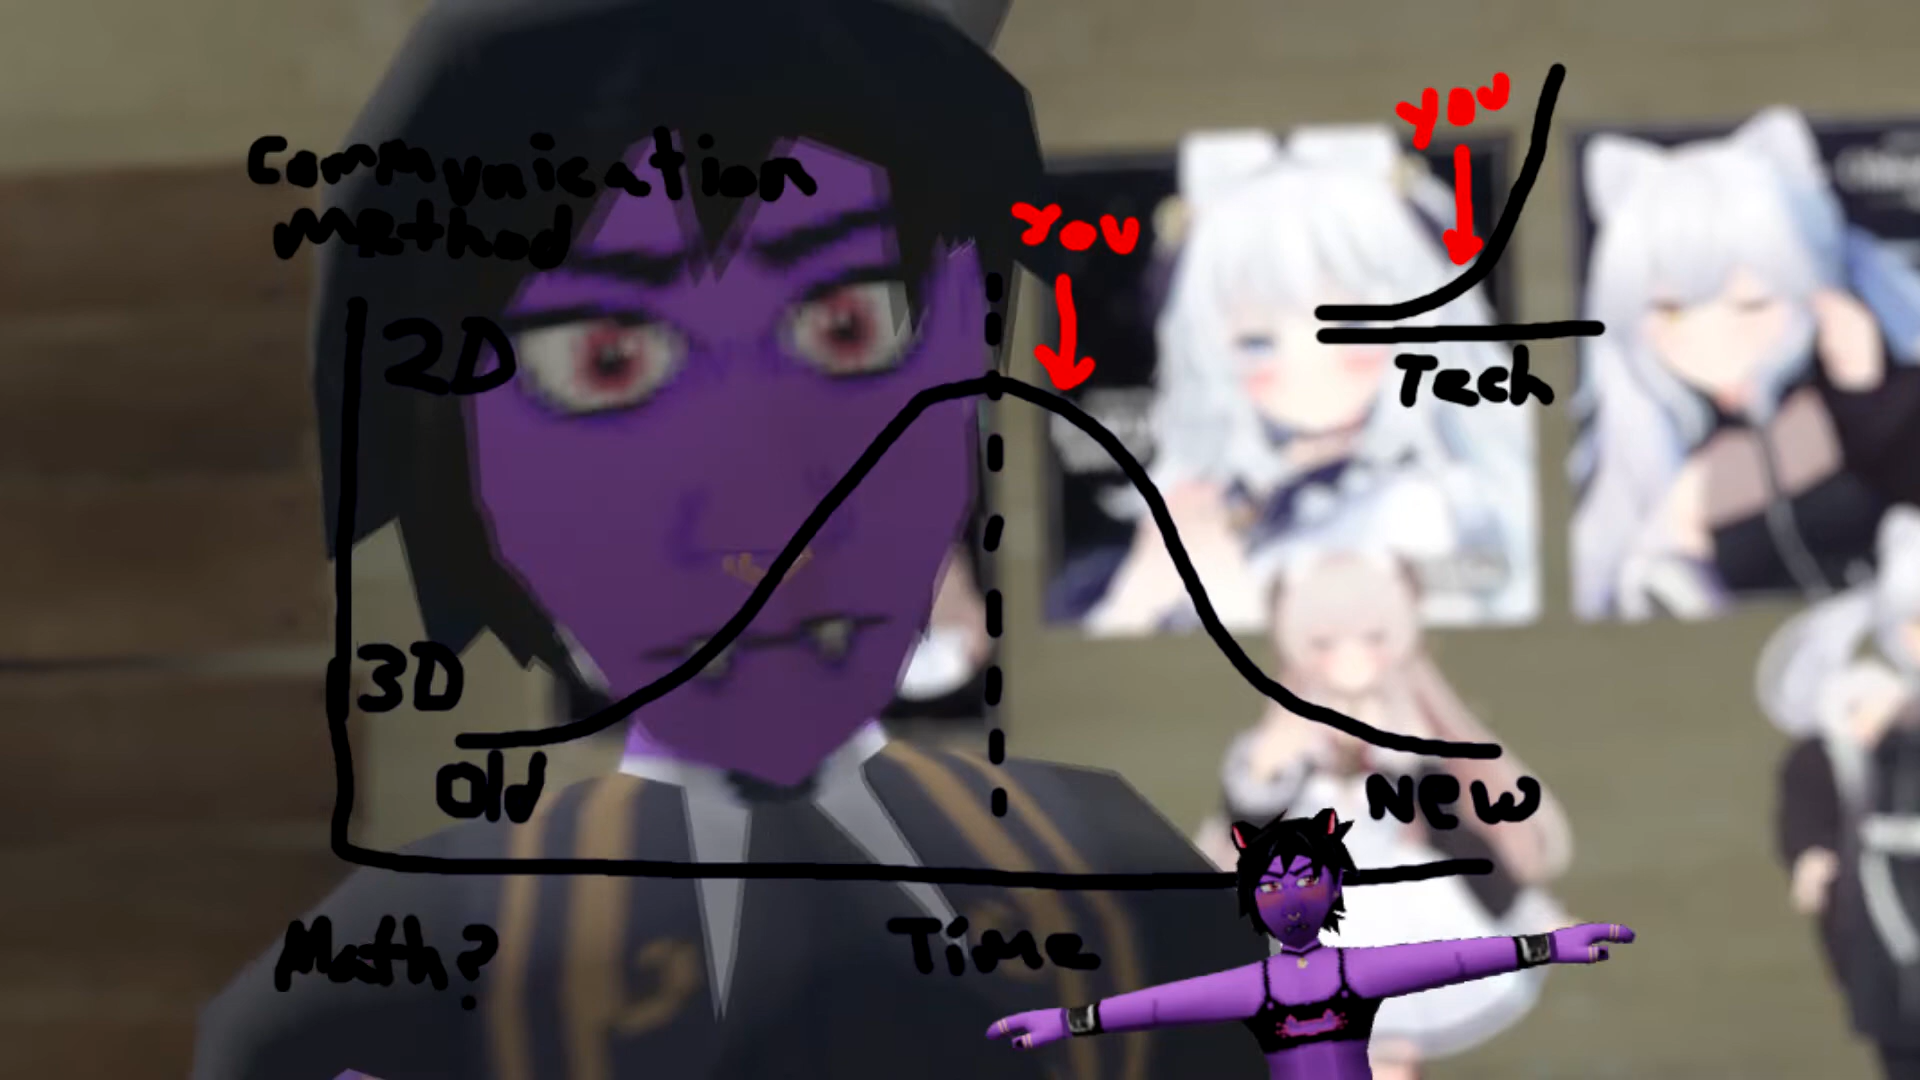 Communication
method
2D
3D
Old
You
You
Tech
New
Math?
Time